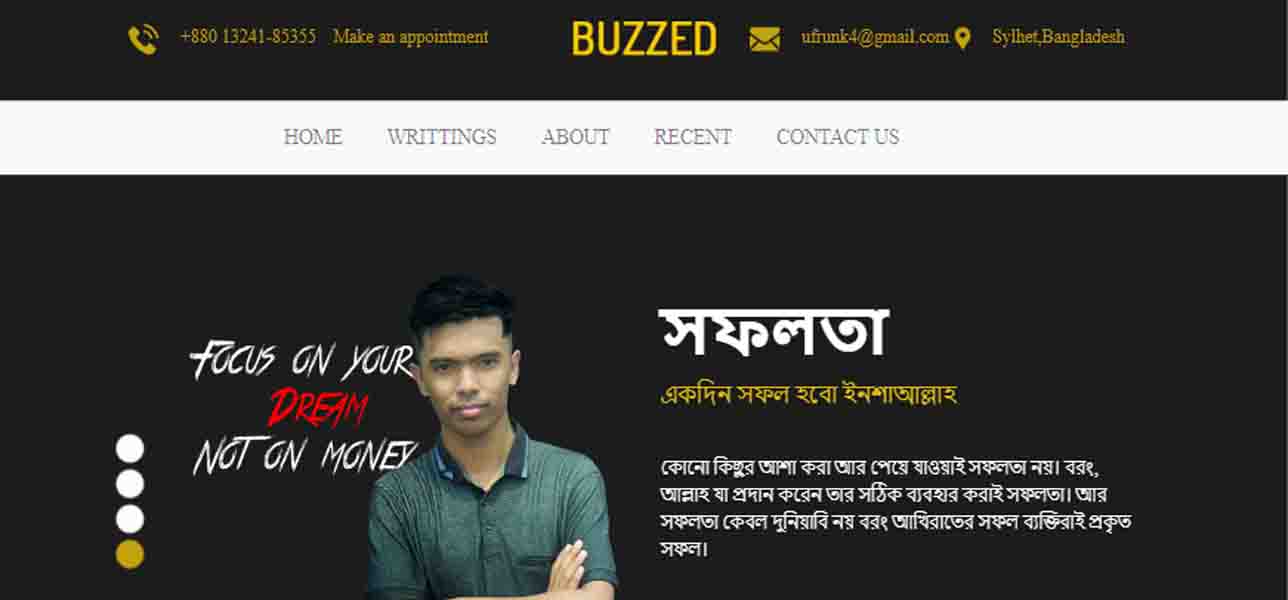 +880 13241-85355 Make an appointment BUZZED ufrunk4@gmail.com Sylhet,Bangladesh
HOME WRITTINGS ABOUT RECENT CONTACT US
FOCUS ON YOUR
DREAM
NOT ON MONEY
সফলতা
একদিন সফল হবো ইনশাআল্লাহ
কোনো কিছুর আশা করা আর পেয়ে যাওয়াই সফলতা নয়। বরং,
আল্লাহ যা প্রদান করেন তার সঠিক ব্যবহার করাই সফলতা। আর
সফলতা কেবল দুনিয়াবি নয় বরং আখিরাতের সফল ব্যক্তিরাই প্রকৃত
সফল।